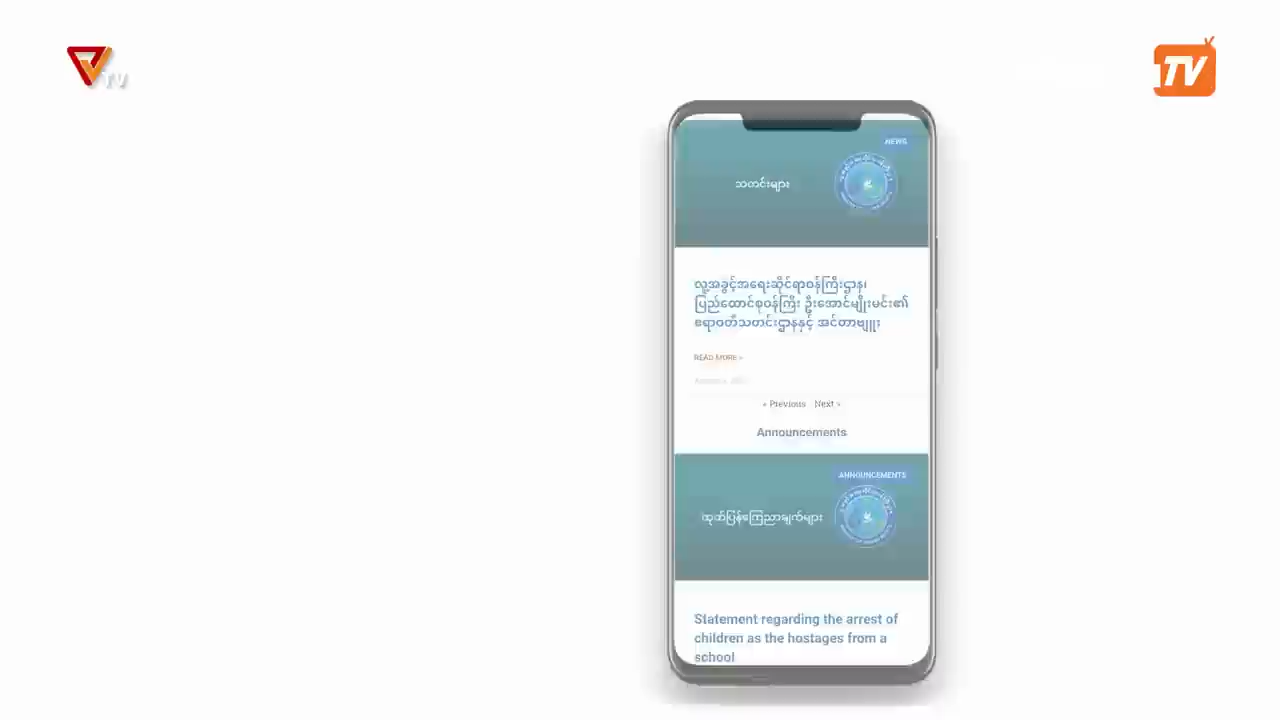 TV
TV
NEWS
သတင်းများ
လူ့အခွင့်အရေးဆိုင်ရာဝန်ကြီးဌာန၊
ပြည်ထောင်စုဝန်ကြီး ဦးအောင်မျိုးမင်း၏
ဧရာဝတီသတင်းဌာနနှင့် အင်တာဗျူး
READ MORE »
« Previous Next »
Announcements
ANNOUNCEMENTS
ထုတ်ပြန်ကြေညာချက်များ
Statement regarding the arrest of
children as the hostages from a
school